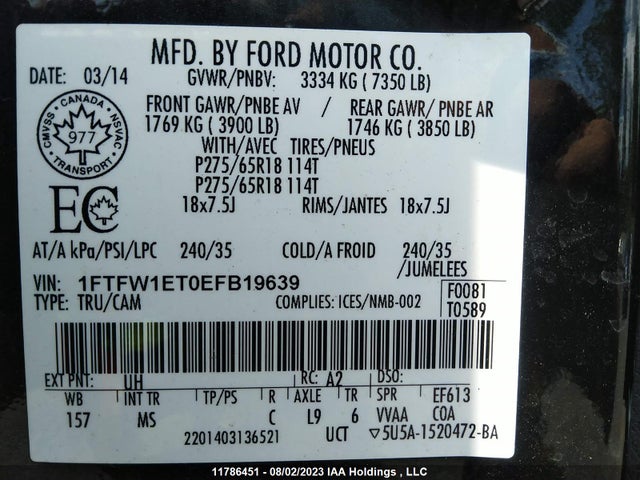 MFD. BY FORD MOTOR CO.
DATE: 03/14 GVWR/PNBV: 3334 KG ( 7350 LB)
FRONT GAWR/PNBE AV / REAR GAWR/ PNBE AR
1769 KG ( 3900 LB) 1746 KG ( 3850 LB)
WITH/AVEC TIRES/PNEUS
P275/65R18 114T
P275/65R18 114T
18x7.5J RIMS/JANTES 18x7.5J
CMVSS • CANADA • NSVAC
977
TRANSPORT
EC
AT/A kPa/PSI/LPC 240/35 COLD/A FROID 240/35
/JUMELEES
VIN: 1FTFW1ET0EFB19639
F0081
TYPE: TRU/CAM COMPLIES: ICES/NMB-002
T0589
EXT PNT: UH RC: A2 DSO:
WB INT TR TP/PS R AXLE TR SPR EF613
157 MS C L9 6 VVAA COA
2201403136521 UCT ▽5U5A-1520472-BA
11786451 - 08/02/2023 IAA Holdings , LLC